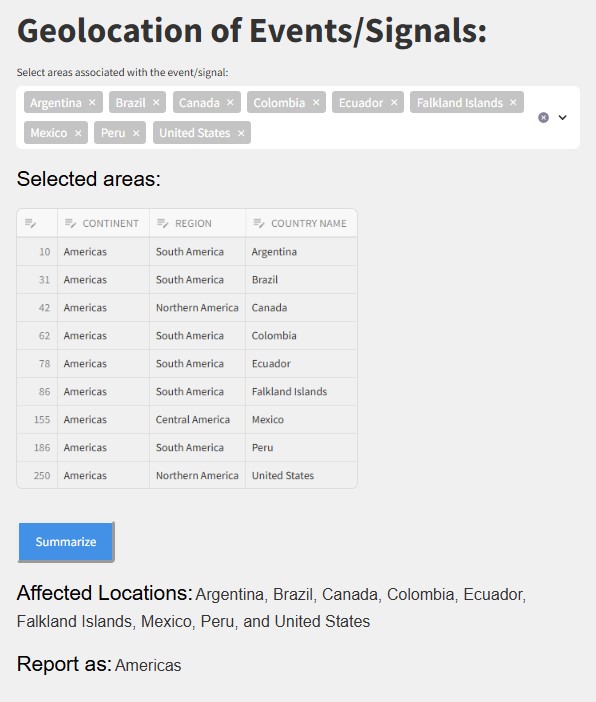 Geolocation of Events/Signals:
Select areas associated with the event/signal:
Argentina × Brazil × Canada × Colombia × Ecuador × Falkland Islands ×
Mexico × Peru × United States ×
Selected areas:
CONTINENT REGION COUNTRY NAME
10 Americas South America Argentina
31 Americas South America Brazil
42 Americas Northern America Canada
62 Americas South America Colombia
78 Americas South America Ecuador
86 Americas South America Falkland Islands
155 Americas Central America Mexico
186 Americas South America Peru
250 Americas Northern America United States
Summarize
Affected Locations: Argentina, Brazil, Canada, Colombia, Ecuador,
Falkland Islands, Mexico, Peru, and United States
Report as: Americas